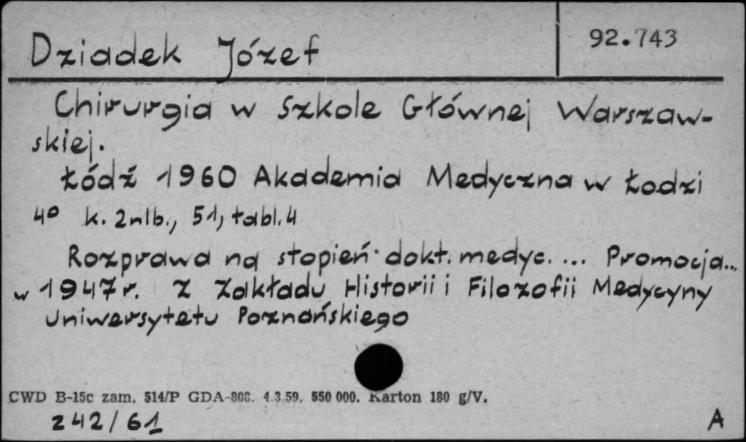 Dziadek Józef
92.743
Chirurgia w Szkole Głównej Warszaw-
skiej.
Łódź 1960 Akademia Medyczna w Łodzi
4° k. 2nlb., 51, tabl. 4
Rozprawa na stopień dokt. medyc. ... Promocja...
w 1947r. Z Zakładu Historii i Filozofii Medycyny
Uniwersytetu Poznańskiego
CWD B-15c zam. 514/P GDA-808. 4.3.59. 550 000. Karton 180 g/V.
242/61
A